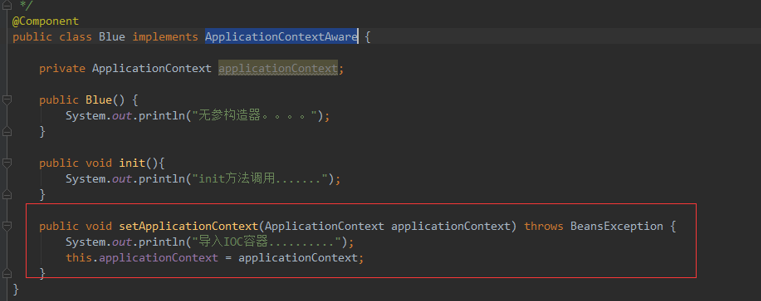 */
@Component
public class Blue implements ApplicationContextAware {
private ApplicationContext applicationContext;
public Blue() {
System.out.println("无参构造器。。。。");
}
public void init(){
System.out.println("init方法调用.......");
}
public void setApplicationContext(ApplicationContext applicationContext) throws BeansException {
System.out.println("导入IOC容器..........");
this.applicationContext = applicationContext;
}
}